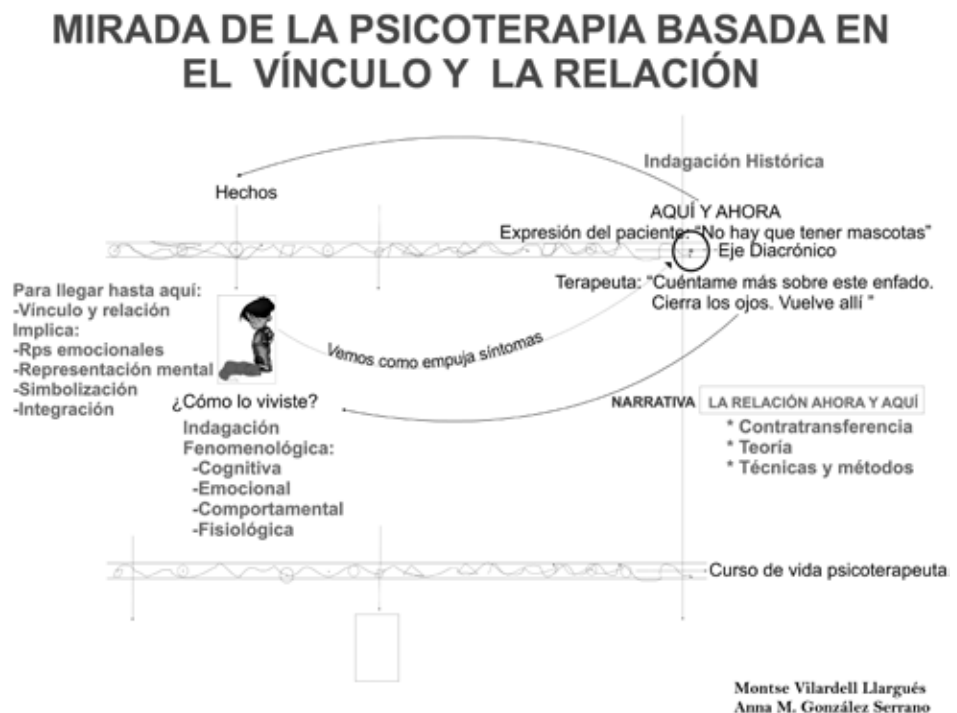 MIRADA DE LA PSICOTERAPIA BASADA EN
EL VÍNCULO Y LA RELACIÓN
Indagación Histórica
Hechos
AQUÍ Y AHORA
Expresión del paciente: "No hay que tener mascotas"
Eje Diacrónico
Terapeuta: "Cuéntame más sobre este enfado.
Cierra los ojos. Vuelve allí "
Para llegar hasta aquí:
-Vínculo y relación
Implica:
-Rps emocionales
-Representación mental
-Simbolización
-Integración
Vemos como empuja síntomas
¿Cómo lo viviste?
Indagación
Fenomenológica:
-Cognitiva
-Emocional
-Comportamental
-Fisiológica
NARRATIVA
LA RELACIÓN AHORA Y AQUÍ
* Contratransferencia
* Teoría
* Técnicas y métodos
Curso de vida psicoterapeuta
Montse Vilardell Llargués
Anna M. González Serrano